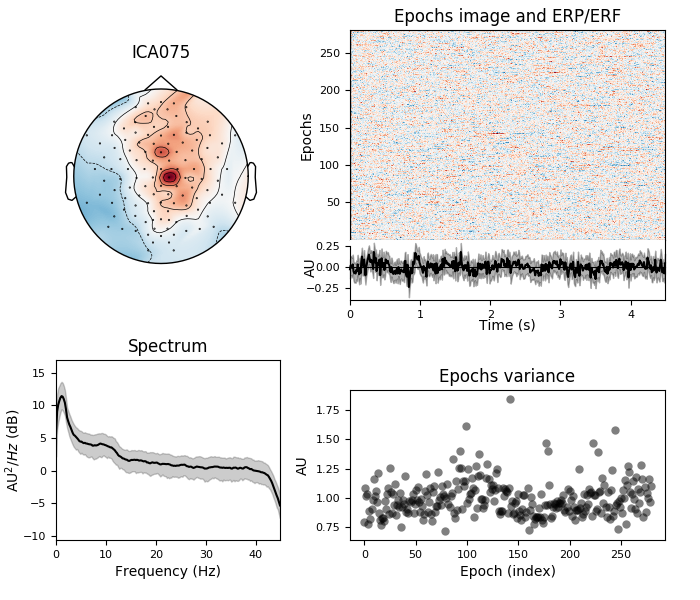 ICA075
Epochs image and ERP/ERF
Epochs
250
200
150
100
50
AU
0.25
0.00
−0.25
0 1 2 3 4
Time (s)
Spectrum
AU²/Hz (dB)
15
10
5
0
−5
−10
0 10 20 30 40
Frequency (Hz)
Epochs variance
AU
1.75
1.50
1.25
1.00
0.75
0 50 100 150 200 250
Epoch (index)